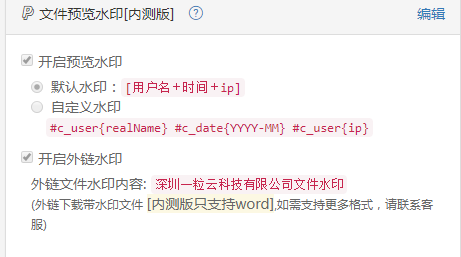 文件预览水印[内测版] 编辑
开启预览水印
默认水印：[用户名+时间+ip]
自定义水印
#c_user{realName} #c_date{YYYY-MM} #c_user{ip}
开启外链水印
外链文件水印内容: 深圳一粒云科技有限公司文件水印
(外链下载带水印文件 [内测版只支持word],如需支持更多格式，请联系客
服)